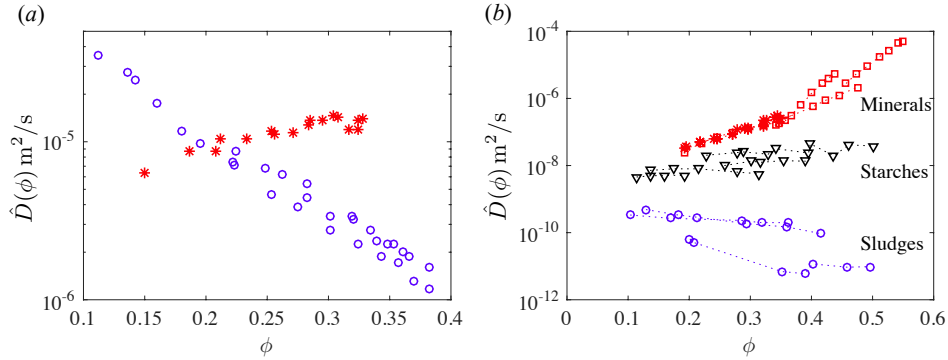 (a)
10⁻⁵
10⁻⁶
D̂(ϕ) m²/s
0.1 0.15 0.2 0.25 0.3 0.35 0.4
ϕ
(b)
10⁻⁴
10⁻⁶
10⁻⁸
10⁻¹⁰
10⁻¹²
D̂(ϕ) m²/s
Minerals
Starches
Sludges
0 0.1 0.2 0.3 0.4 0.5 0.6
ϕ